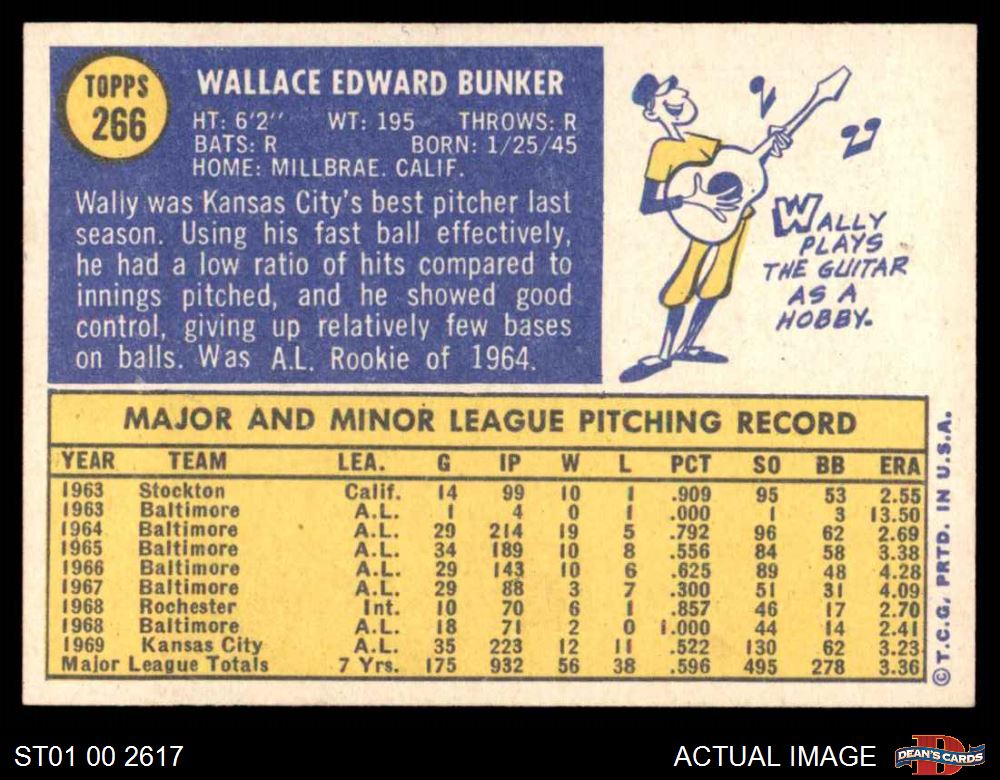 TOPPS
266
WALLACE EDWARD BUNKER
HT: 6'2" WT: 195 THROWS: R
BATS: R BORN: 1/25/45
HOME: MILLBRAE. CALIF.
Wally was Kansas City's best pitcher last
season. Using his fast ball effectively,
he had a low ratio of hits compared to
innings pitched, and he showed good
control, giving up relatively few bases
on balls. Was A.L. Rookie of 1964.
WALLY
PLAYS
THE GUITAR
AS A
HOBBY.
MAJOR AND MINOR LEAGUE PITCHING RECORD
YEAR TEAM LEA. G IP W L PCT SO BB ERA
1963 Stockton Calif. 14 99 10 1 .909 95 53 2.55
1963 Baltimore A.L. 1 4 0 1 .000 1 3 13.50
1964 Baltimore A.L. 29 214 19 5 .792 96 62 2.69
1965 Baltimore A.L. 34 189 10 8 .556 84 58 3.38
1966 Baltimore A.L. 29 143 10 6 .625 89 48 4.28
1967 Baltimore A.L. 29 88 3 7 .300 51 31 4.09
1968 Rochester Int. 10 70 6 1 .857 46 17 2.70
1968 Baltimore A.L. 18 71 2 0 1.000 44 14 2.41
1969 Kansas City A.L. 35 223 12 11 .522 130 62 3.23
Major League Totals 7 Yrs. 175 932 56 38 .596 495 278 3.36
©T.C.G. PRTD. IN U.S.A.
ST01 00 2617
ACTUAL IMAGE
DEAN'S CARDS